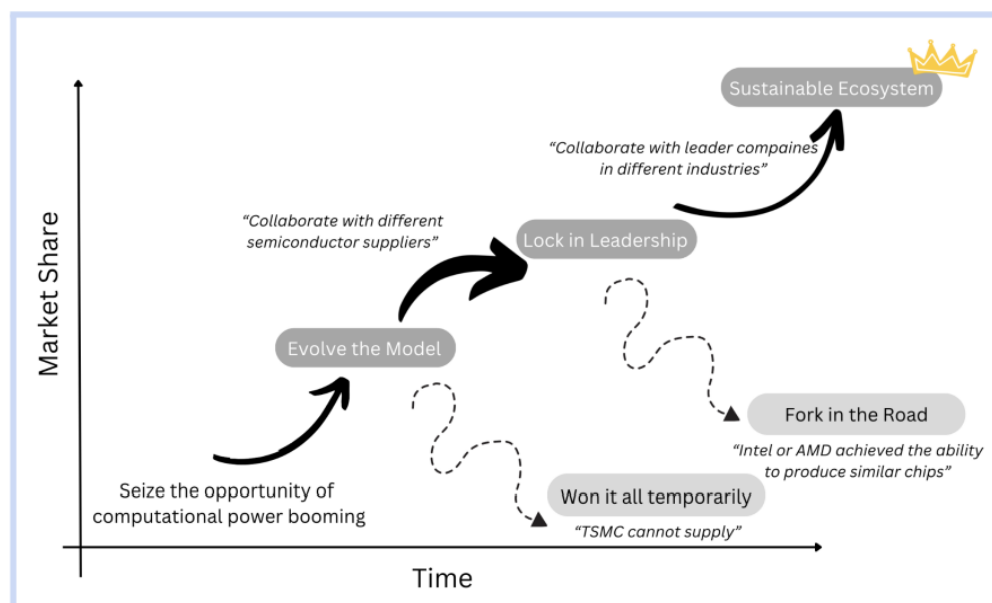 Sustainable Ecosystem
“Collaborate with leader compaines
in different industries”
“Collaborate with different
semiconductor suppliers”
Lock in Leadership
Market Share
Evolve the Model
Fork in the Road
“Intel or AMD achieved the ability
to produce similar chips”
Seize the opportunity of
computational power booming
Won it all temporarily
“TSMC cannot supply”
Time